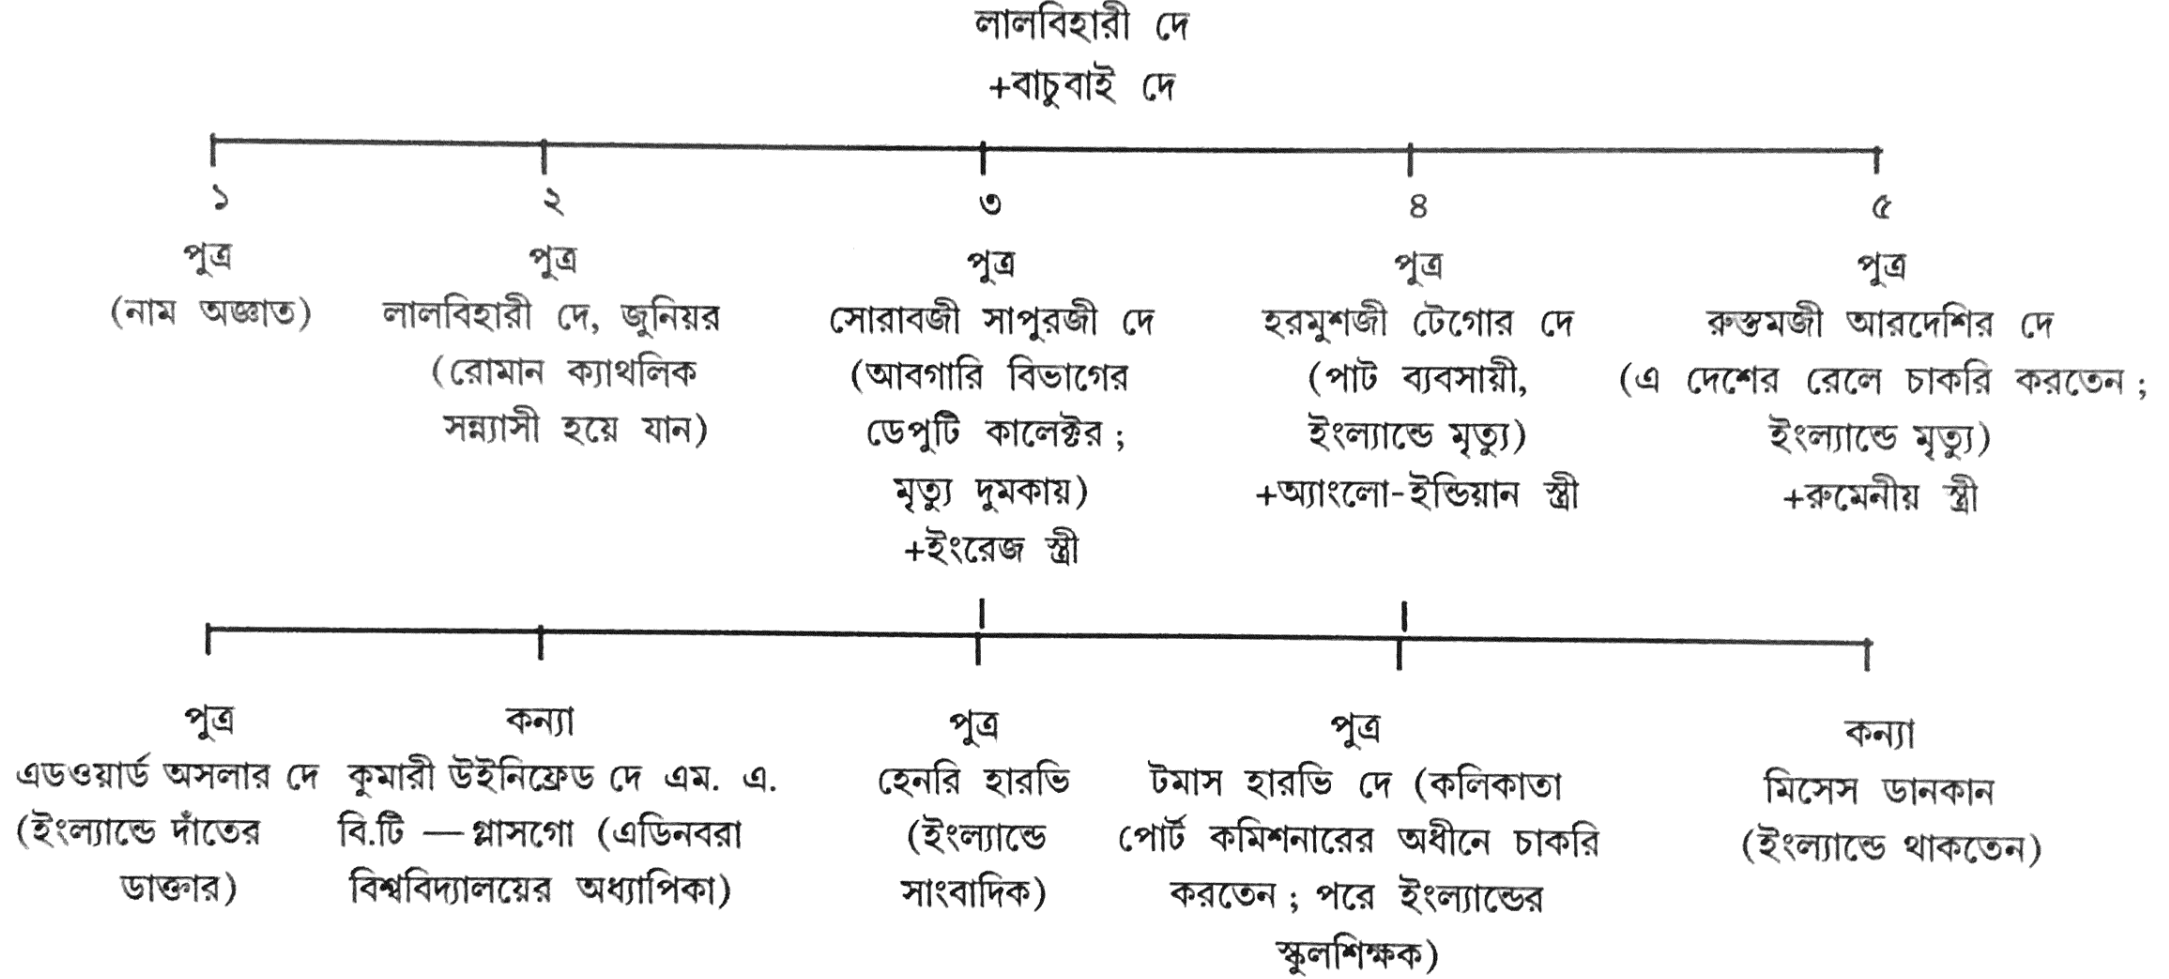 লালবিহারী দে
+বাচুবাই দে
১
২
৩
৪
৫
পুত্র
(নাম অজ্ঞাত)
পুত্র
লালবিহারী দে, জুনিয়র
(রোমান ক্যাথলিক
সন্ন্যাসী হয়ে যান)
পুত্র
সোরাবজী সাপুরজী দে
(আবগারি বিভাগের
ডেপুটি কালেক্টর ;
মৃত্যু দুমকায়)
+ইংরেজ স্ত্রী
পুত্র
হরমুশজী টেগোর দে
(পাট ব্যবসায়ী,
ইংল্যান্ডে মৃত্যু)
+অ্যাংলো-ইন্ডিয়ান স্ত্রী
পুত্র
রুস্তমজী আরদেশির দে
(এ দেশের রেলে চাকরি করতেন ;
ইংল্যান্ডে মৃত্যু)
+রুমেনীয় স্ত্রী
পুত্র
এডওয়ার্ড অসলার দে
(ইংল্যান্ডে দাঁতের
ডাক্তার)
কন্যা
কুমারী উইনিফ্রেড দে এম. এ.
বি.টি — গ্লাসগো (এডিনবরা
বিশ্ববিদ্যালয়ের অধ্যাপিকা)
পুত্র
হেনরি হারভি
(ইংল্যান্ডে
সাংবাদিক)
পুত্র
টমাস হারভি দে (কলিকাতা
পোর্ট কমিশনারের অধীনে চাকরি
করতেন ; পরে ইংল্যান্ডের
স্কুলশিক্ষক)
কন্যা
মিসেস ডানকান
(ইংল্যান্ডে থাকতেন)